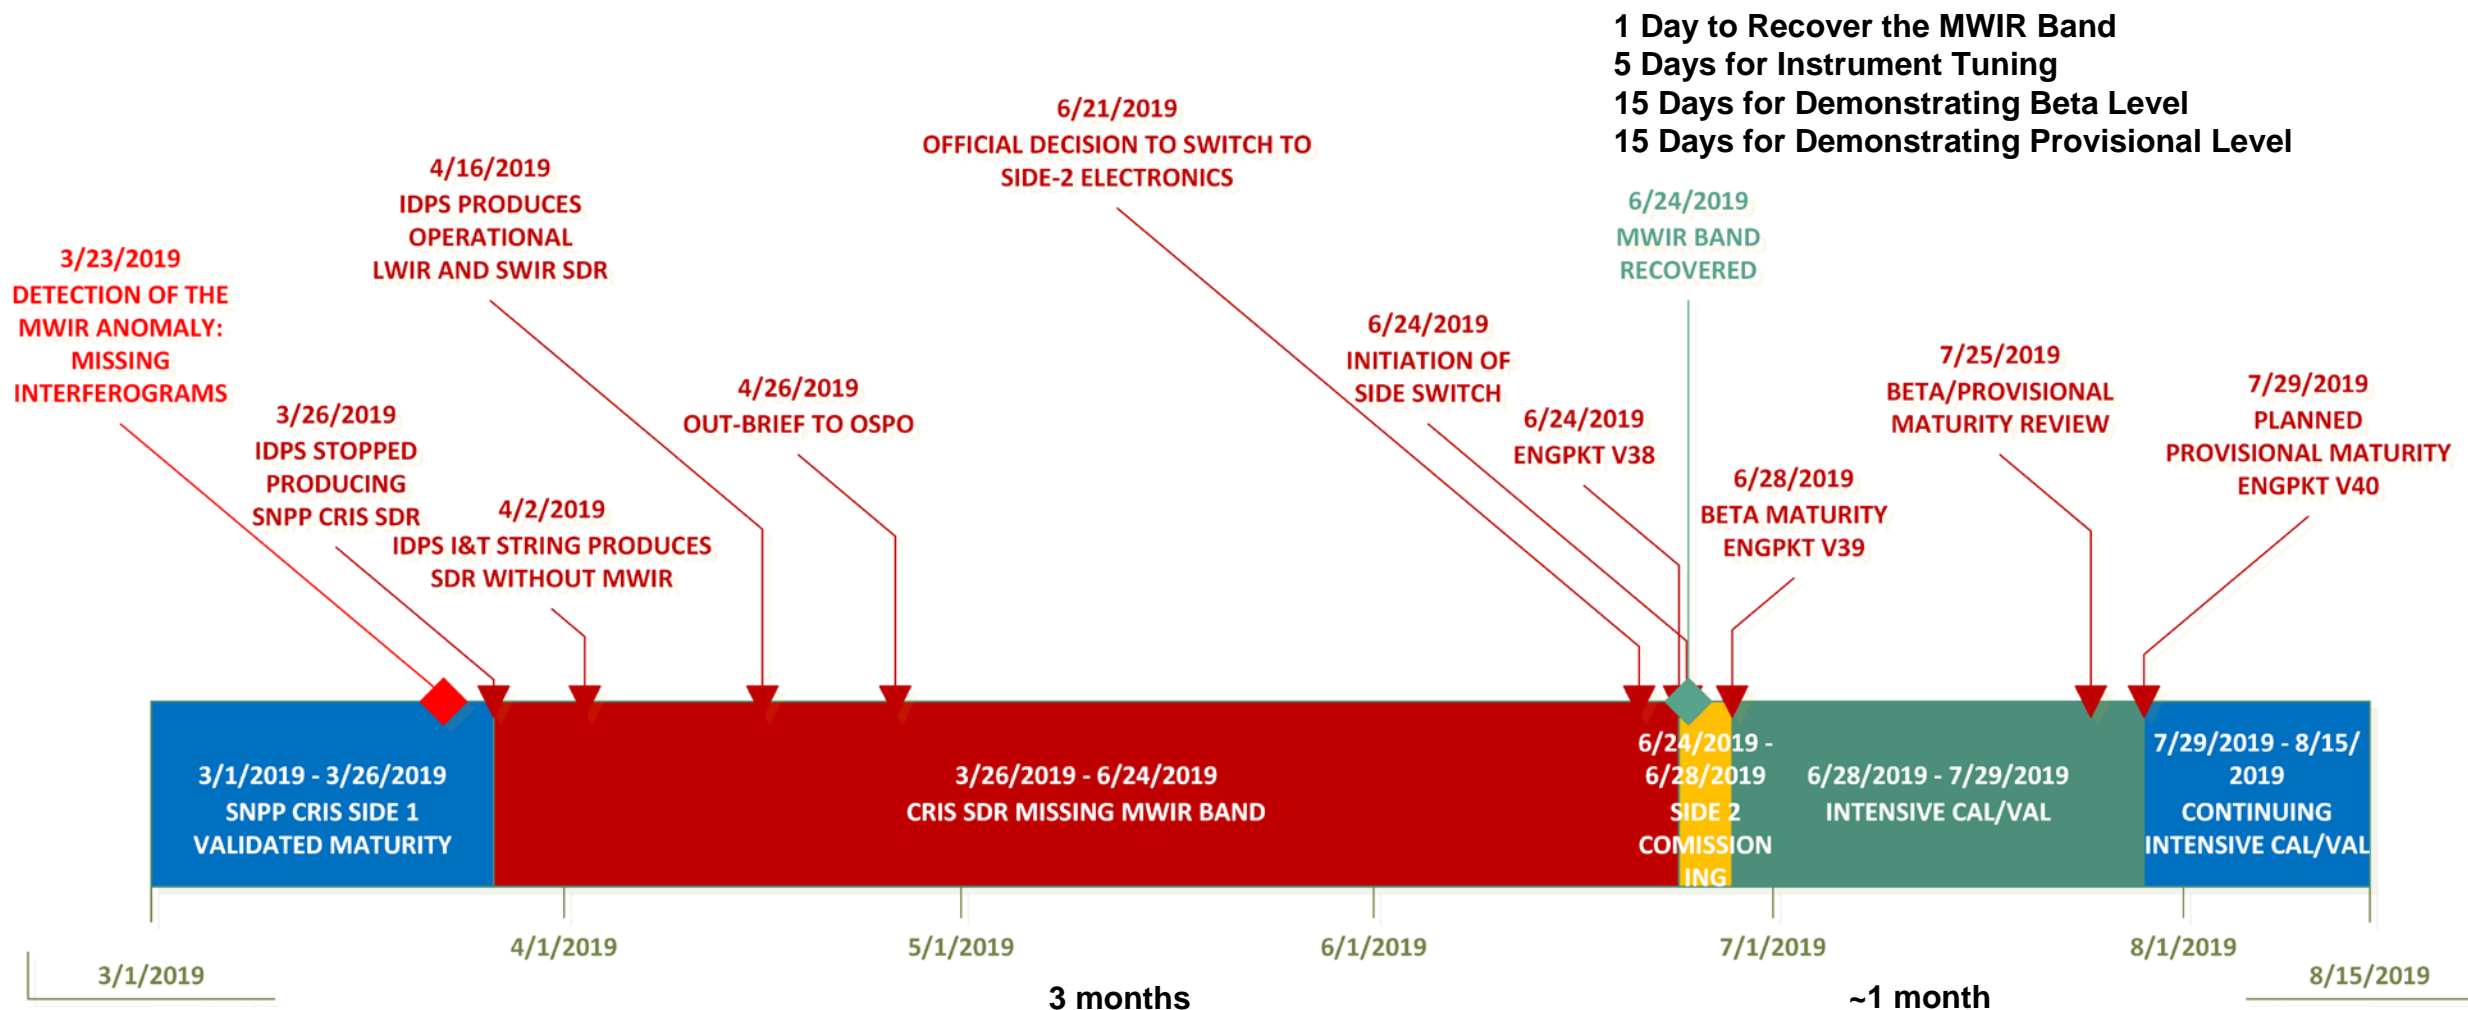 1 Day to Recover the MWIR Band
5 Days for Instrument Tuning
15 Days for Demonstrating Beta Level
15 Days for Demonstrating Provisional Level
3/23/2019
DETECTION OF THE
MWIR ANOMALY:
MISSING
INTERFEROGRAMS
3/26/2019
IDPS STOPPED
PRODUCING
SNPP CRIS SDR
4/2/2019
IDPS I&T STRING PRODUCES
SDR WITHOUT MWIR
4/16/2019
IDPS PRODUCES
OPERATIONAL
LWIR AND SWIR SDR
4/26/2019
OUT-BRIEF TO OSPO
6/21/2019
OFFICIAL DECISION TO SWITCH TO
SIDE-2 ELECTRONICS
6/24/2019
INITIATION OF
SIDE SWITCH
6/24/2019
ENGPKT V38
6/24/2019
MWIR BAND
RECOVERED
6/28/2019
BETA MATURITY
ENGPKT V39
7/25/2019
BETA/PROVISIONAL
MATURITY REVIEW
7/29/2019
PLANNED
PROVISIONAL MATURITY
ENGPKT V40
3/1/2019 - 3/26/2019
SNPP CRIS SIDE 1
VALIDATED MATURITY
3/26/2019 - 6/24/2019
CRIS SDR MISSING MWIR BAND
6/24/2019 -
6/28/2019
SIDE 2
COMISSION
ING
6/28/2019 - 7/29/2019
INTENSIVE CAL/VAL
7/29/2019 - 8/15/
2019
CONTINUING
INTENSIVE CAL/VAL
3/1/2019
4/1/2019
5/1/2019
6/1/2019
7/1/2019
8/1/2019
8/15/2019
3 months
~1 month